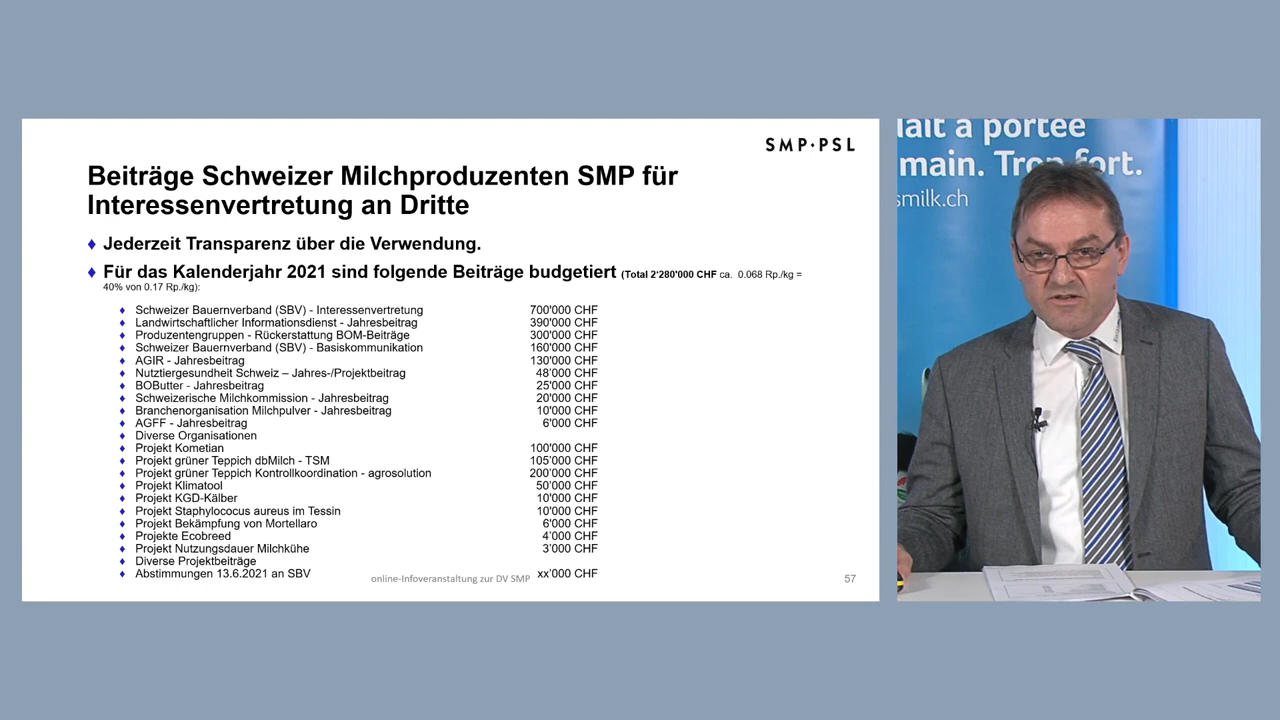 SMP·PSL
Beiträge Schweizer Milchproduzenten SMP für
Interessenvertretung an Dritte
♦ Jederzeit Transparenz über die Verwendung.
♦ Für das Kalenderjahr 2021 sind folgende Beiträge budgetiert (Total 2'280'000 CHF ca. 0.068 Rp./kg =
40% von 0.17 Rp./kg):
♦ Schweizer Bauernverband (SBV) - Interessenvertretung 700'000 CHF
♦ Landwirtschaftlicher Informationsdienst - Jahresbeitrag 390'000 CHF
♦ Produzentengruppen - Rückerstattung BOM-Beiträge 300'000 CHF
♦ Schweizer Bauernverband (SBV) - Basiskommunikation 160'000 CHF
♦ AGIR - Jahresbeitrag 130'000 CHF
♦ Nutztiergesundheit Schweiz – Jahres-/Projektbeitrag 48'000 CHF
♦ BOButter - Jahresbeitrag 25'000 CHF
♦ Schweizerische Milchkommission - Jahresbeitrag 20'000 CHF
♦ Branchenorganisation Milchpulver - Jahresbeitrag 10'000 CHF
♦ AGFF - Jahresbeitrag 6'000 CHF
♦ Diverse Organisationen
♦ Projekt Kometian 100'000 CHF
♦ Projekt grüner Teppich dbMilch - TSM 105'000 CHF
♦ Projekt grüner Teppich Kontrollkoordination - agrosolution 200'000 CHF
♦ Projekt Klimatool 50'000 CHF
♦ Projekt KGD-Kälber 10'000 CHF
♦ Projekt Staphylococus aureus im Tessin 10'000 CHF
♦ Projekt Bekämpfung von Mortellaro 6'000 CHF
♦ Projekte Ecobreed 4'000 CHF
♦ Projekt Nutzungsdauer Milchkühe 3'000 CHF
♦ Diverse Projektbeiträge
♦ Abstimmungen 13.6.2021 an SBV xx'000 CHF
online-Infoveranstaltung zur DV SMP
57
lait à portée
main. Trop fort.
smilk.ch